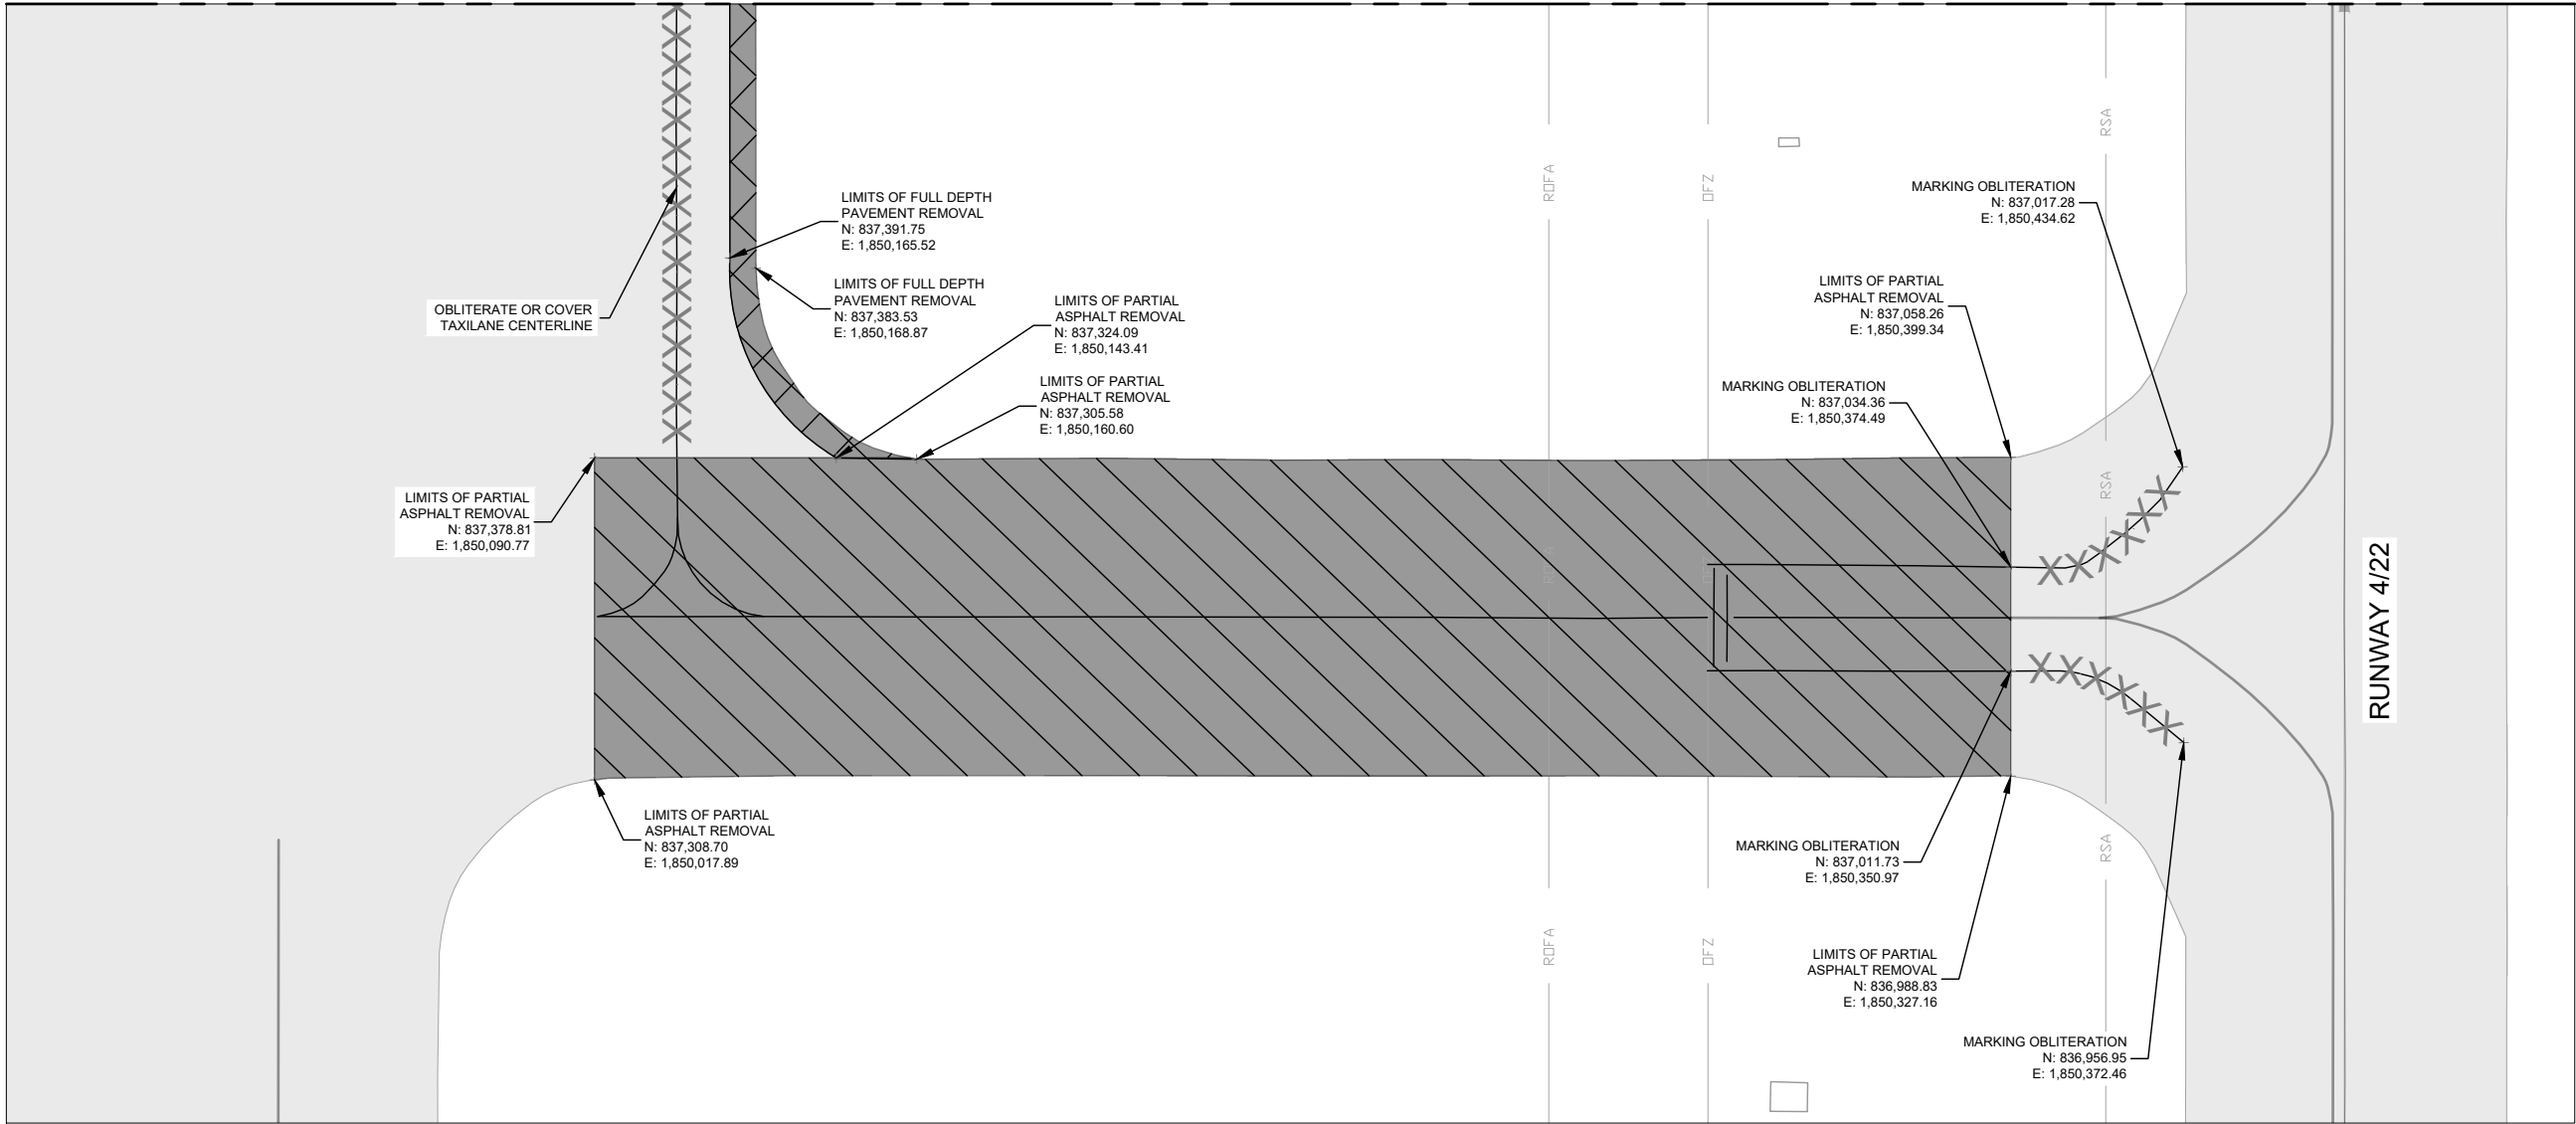 LIMITS OF FULL DEPTH
PAVEMENT REMOVAL
N: 837,391.75
E: 1,850,165.52
LIMITS OF FULL DEPTH
PAVEMENT REMOVAL
N: 837,383.53
E: 1,850,168.87
OBLITERATE OR COVER
TAXILANE CENTERLINE
LIMITS OF PARTIAL
ASPHALT REMOVAL
N: 837,324.09
E: 1,850,143.41
LIMITS OF PARTIAL
ASPHALT REMOVAL
N: 837,305.58
E: 1,850,160.60
LIMITS OF PARTIAL
ASPHALT REMOVAL
N: 837,378.81
E: 1,850,090.77
LIMITS OF PARTIAL
ASPHALT REMOVAL
N: 837,308.70
E: 1,850,017.89
ROFA
OFZ
RSA
MARKING OBLITERATION
N: 837,017.28
E: 1,850,434.62
LIMITS OF PARTIAL
ASPHALT REMOVAL
N: 837,058.26
E: 1,850,399.34
MARKING OBLITERATION
N: 837,034.36
E: 1,850,374.49
RSA
ROFA
OFZ
RUNWAY 4/22
MARKING OBLITERATION
N: 837,011.73
E: 1,850,350.97
RSA
ROFA
OFZ
LIMITS OF PARTIAL
ASPHALT REMOVAL
N: 836,988.83
E: 1,850,327.16
MARKING OBLITERATION
N: 836,956.95
E: 1,850,372.46